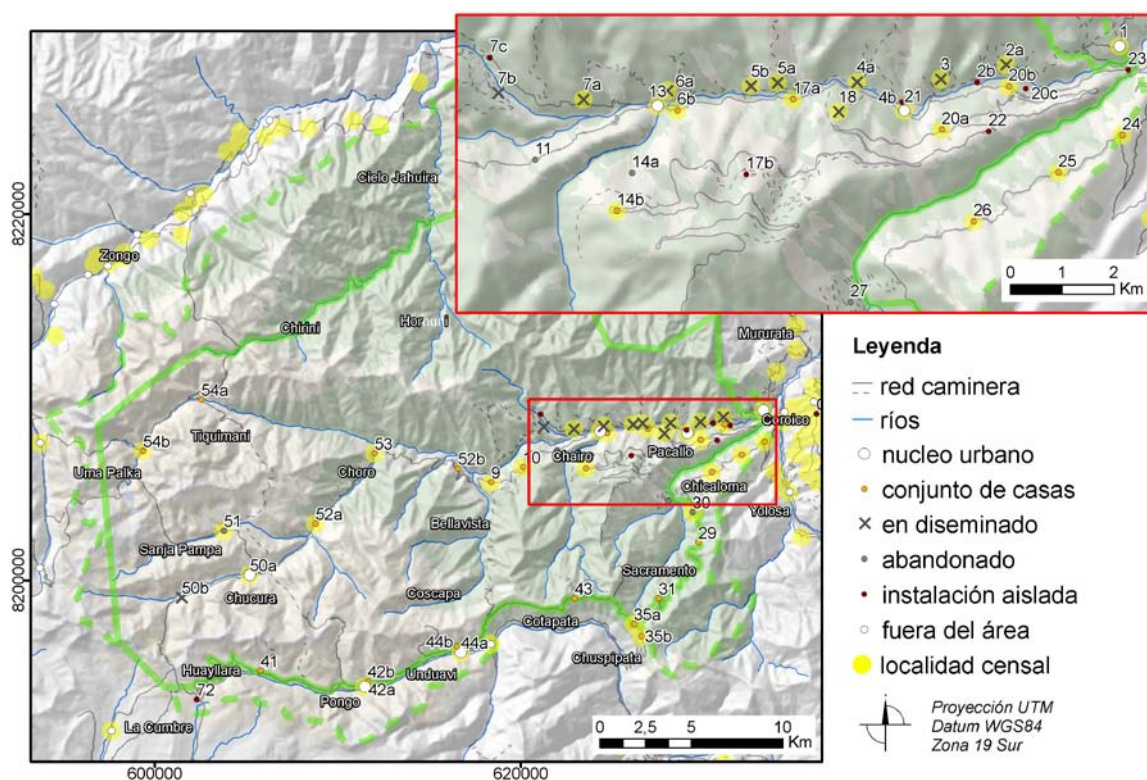 7c
7b
7a
6a
13
6b
5b
5a
17a
4a
18
4b
21
3
2b
2a
20b
20c
1
23
20a
22
24
25
26
11
14a
14b
17b
27
0 1 2
Km
8220000
8200000
600000
620000
Cielo Jahuira
Zongo
Chirini
Hornuni
Mururata
54a
Tiquimani
54b
Uma Palka
53
Choro
52b
9
10
Chairo
Pacallo
Coroico
Chicaloma
Yolosa
30
29
51
Sanja Pampa
52a
Bellavista
50a
50b
Chucura
Coscapa
Sacramento
43
31
Cotapata
35a
35b
Chuspipata
44b
44a
Unduavi
41
Huayllara
42b
42a
Pongo
72
La Cumbre
0 2,5 5 10
Km
Leyenda
red caminera
ríos
nucleo urbano
conjunto de casas
en diseminado
abandonado
instalación aislada
fuera del área
localidad censal
Proyección UTM
Datum WGS84
Zona 19 Sur